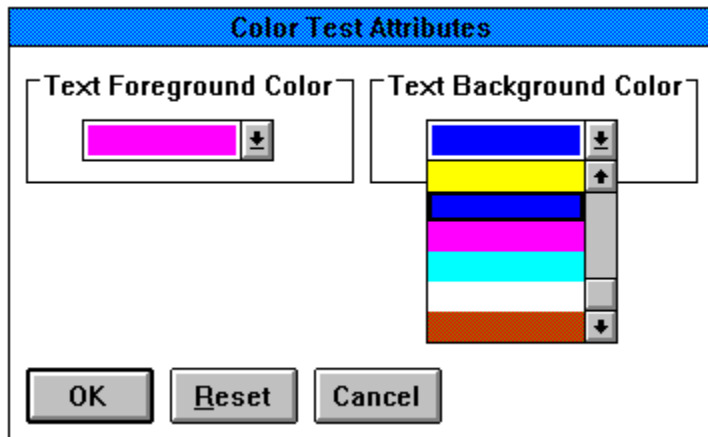 Color Test Attributes
Text Foreground Color
Text Background Color
OK
Reset
Cancel